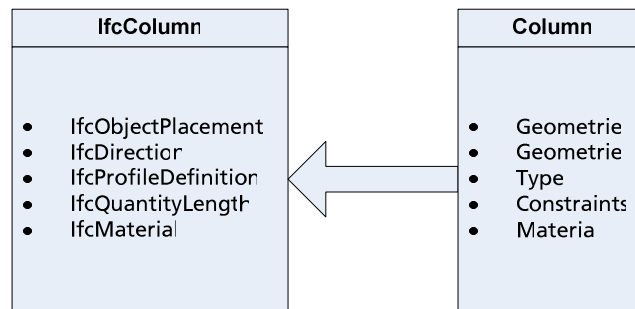 IfcColumn
• IfcObjectPlacement
• IfcDirection
• IfcProfileDefinition
• IfcQuantityLength
• IfcMaterial
Column
• Geometrie
• Geometrie
• Type
• Constraints
• Materia